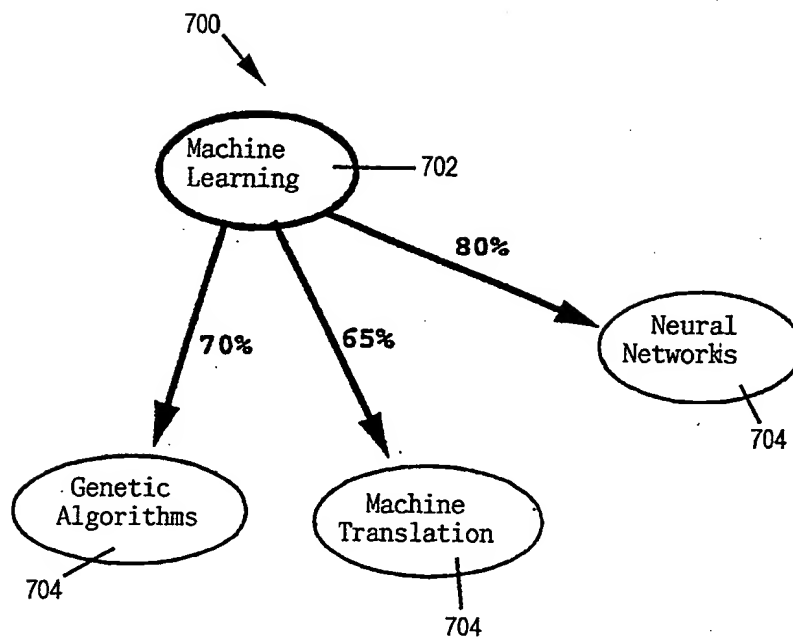 700
Machine
Learning
702
80%
70%
65%
Neural
Networks
704
Genetic
Algorithms
704
Machine
Translation
704